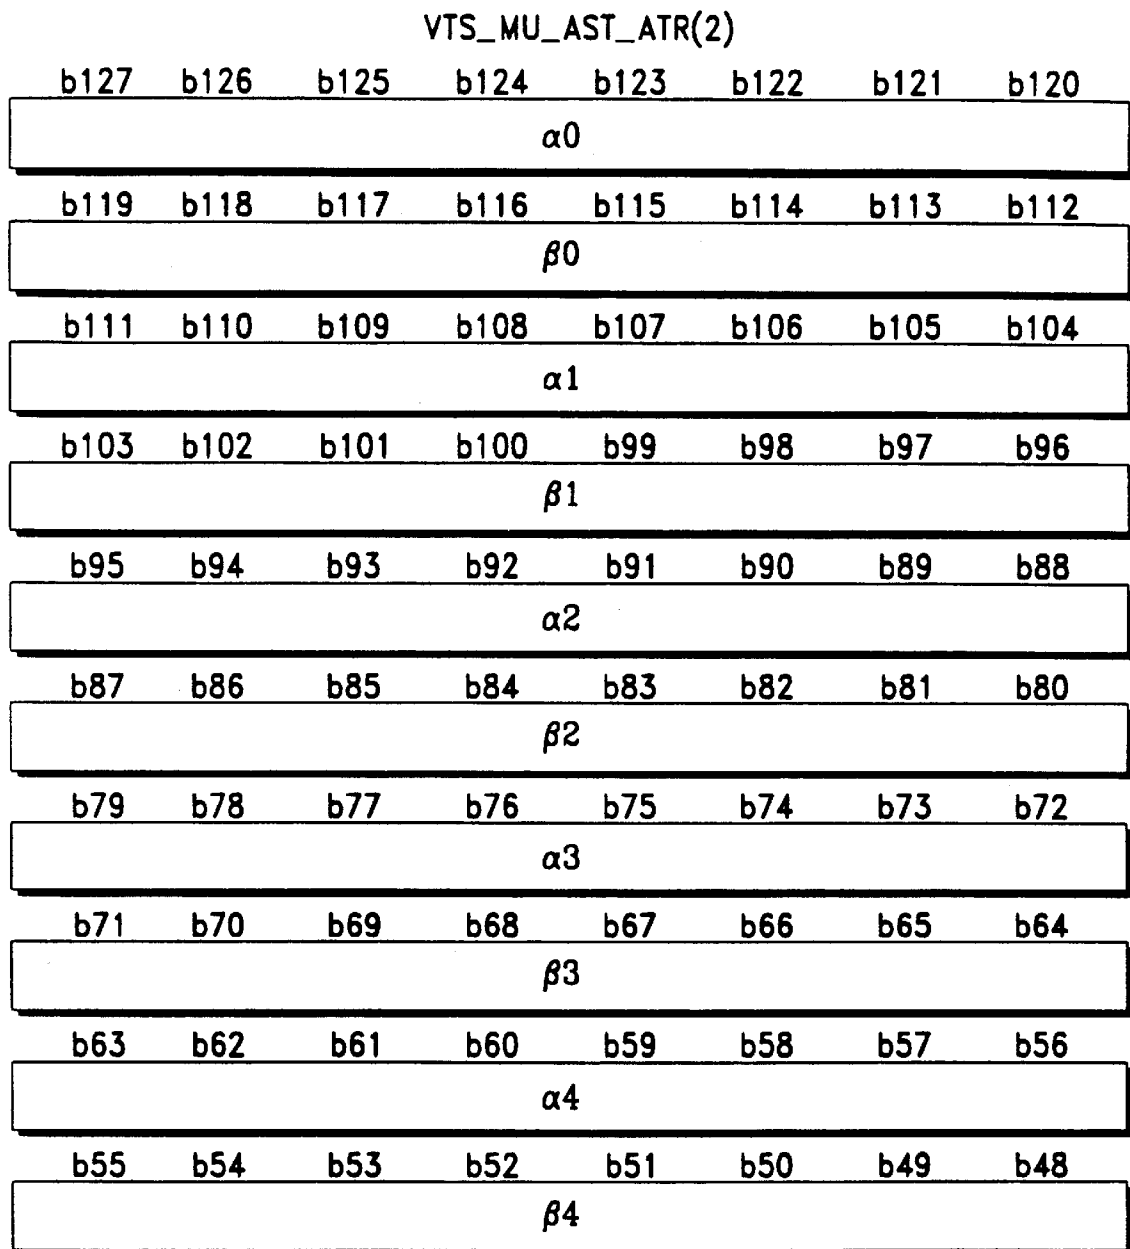 VTS_MU_AST_ATR(2)
b127 b126 b125 b124 b123 b122 b121 b120
α0
b119 b118 b117 b116 b115 b114 b113 b112
β0
b111 b110 b109 b108 b107 b106 b105 b104
α1
b103 b102 b101 b100 b99 b98 b97 b96
β1
b95 b94 b93 b92 b91 b90 b89 b88
α2
b87 b86 b85 b84 b83 b82 b81 b80
β2
b79 b78 b77 b76 b75 b74 b73 b72
α3
b71 b70 b69 b68 b67 b66 b65 b64
β3
b63 b62 b61 b60 b59 b58 b57 b56
α4
b55 b54 b53 b52 b51 b50 b49 b48
β4